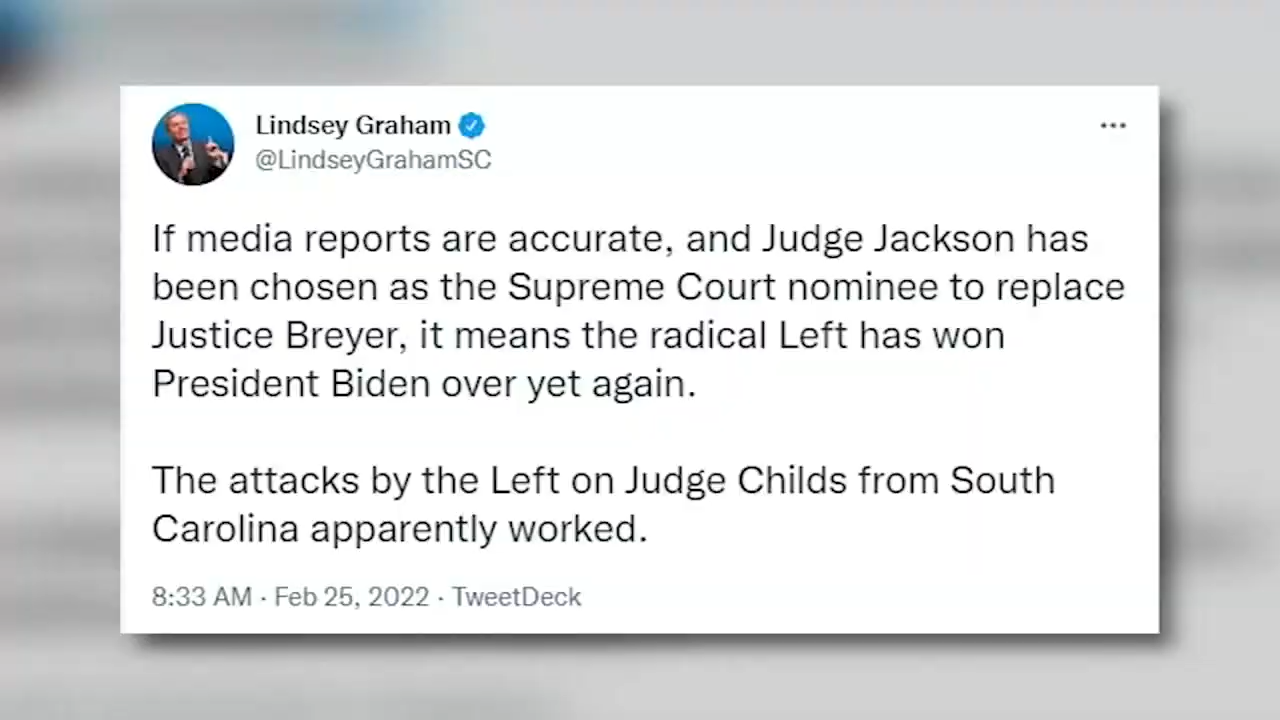 Lindsey Graham
@LindseyGrahamSC
If media reports are accurate, and Judge Jackson has
been chosen as the Supreme Court nominee to replace
Justice Breyer, it means the radical Left has won
President Biden over yet again.
The attacks by the Left on Judge Childs from South
Carolina apparently worked.
8:33 AM · Feb 25, 2022 · TweetDeck